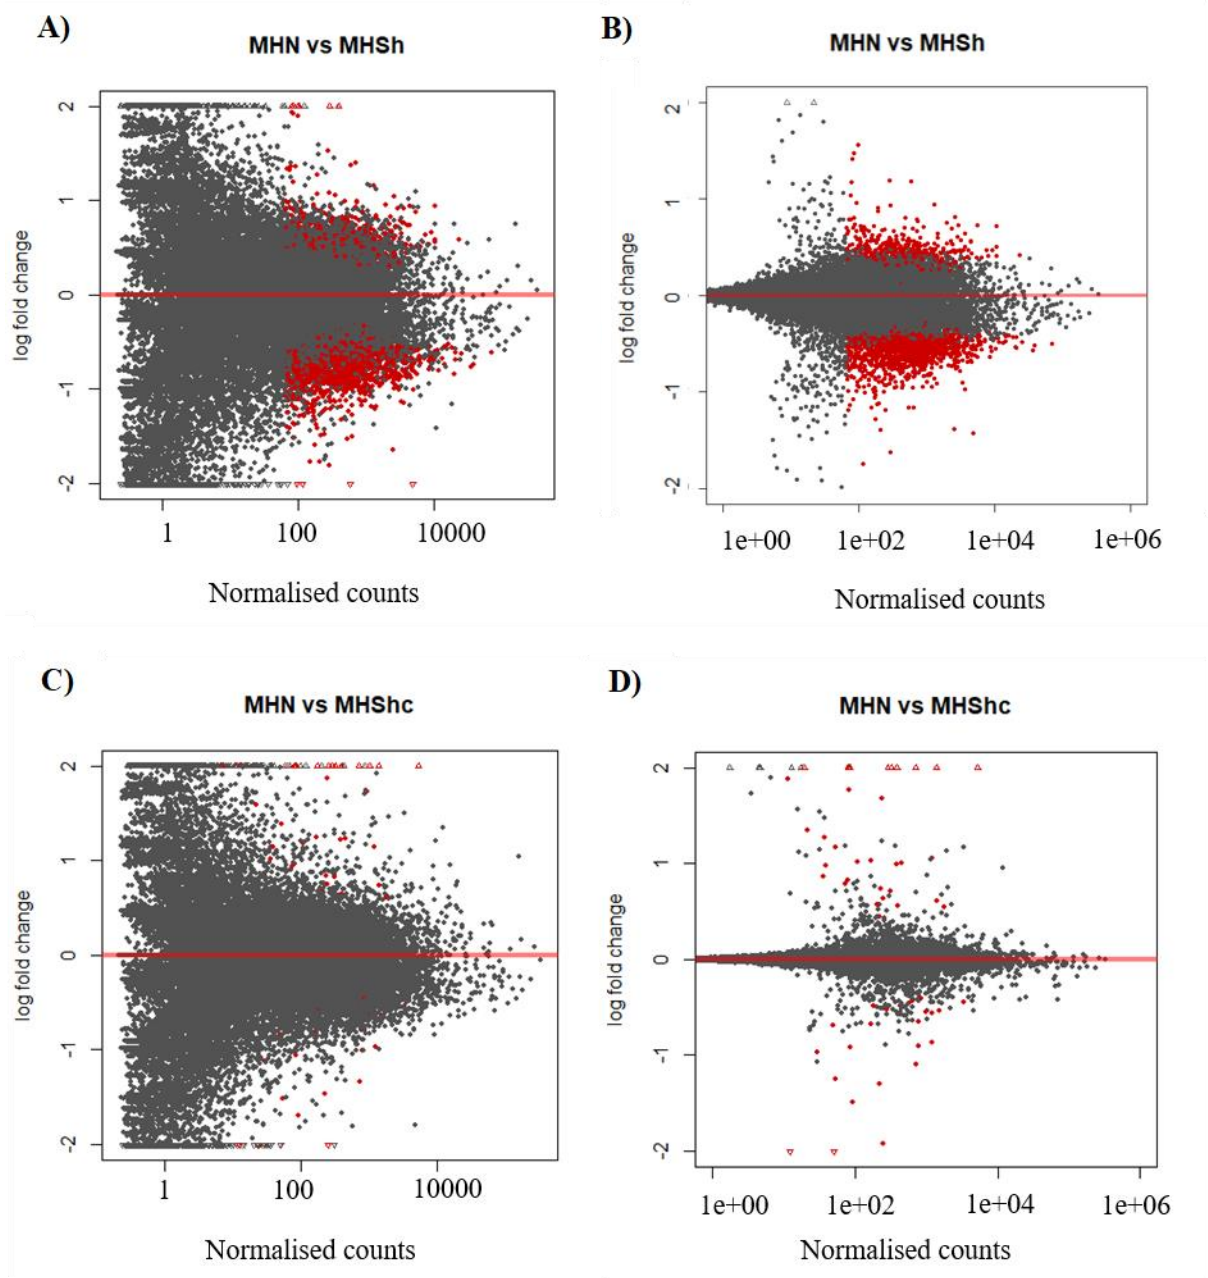 A)
MHN vs MHSh
log fold change
2
1
0
-1
-2
1 100 10000
Normalised counts
B)
MHN vs MHSh
log fold change
2
1
0
-1
-2
1e+00 1e+02 1e+04 1e+06
Normalised counts
C)
MHN vs MHShc
log fold change
2
1
0
-1
-2
1 100 10000
Normalised counts
D)
MHN vs MHShc
log fold change
2
1
0
-1
-2
1e+00 1e+02 1e+04 1e+06
Normalised counts